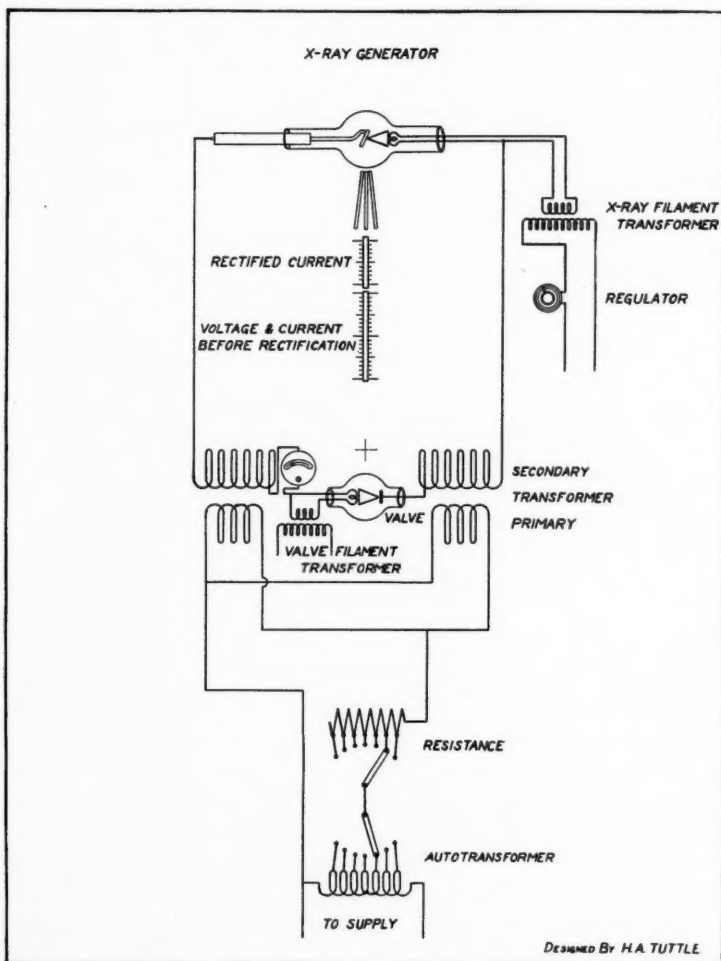 X-RAY GENERATOR
X-RAY FILAMENT
TRANSFORMER
RECTIFIED CURRENT
REGULATOR
VOLTAGE & CURRENT
BEFORE RECTIFICATION
SECONDARY
TRANSFORMER
PRIMARY
VALVE
VALVE FILAMENT
TRANSFORMER
RESISTANCE
AUTOTRANSFORMER
TO SUPPLY
DESIGNED BY H.A. TUTTLE